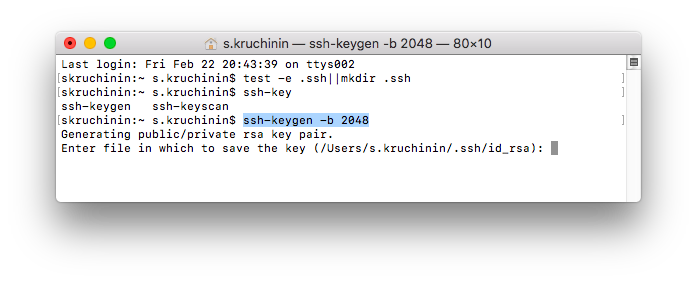 s.kruchinin — ssh-keygen -b 2048 — 80×10
Last login: Fri Feb 22 20:43:39 on ttys002
[skruchinin:~ s.kruchinin$ test -e .ssh||mkdir .ssh ]
[skruchinin:~ s.kruchinin$ ssh-key ]
ssh-keygen   ssh-keyscan
[skruchinin:~ s.kruchinin$ ssh-keygen -b 2048 ]
Generating public/private rsa key pair.
Enter file in which to save the key (/Users/s.kruchinin/.ssh/id_rsa):